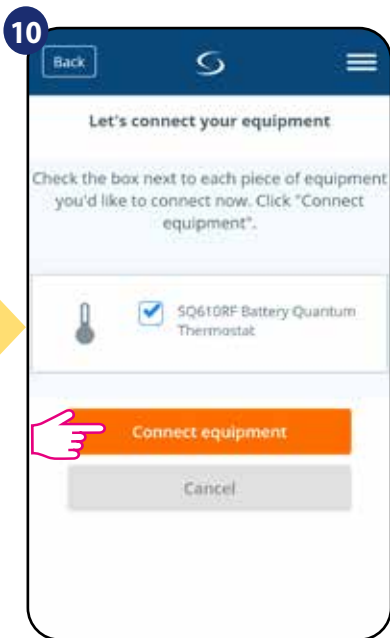 10
Back
Let's connect your equipment
Check the box next to each piece of equipment
you'd like to connect now. Click "Connect
equipment".
SQ610RF Battery Quantum
Thermostat
Connect equipment
Cancel